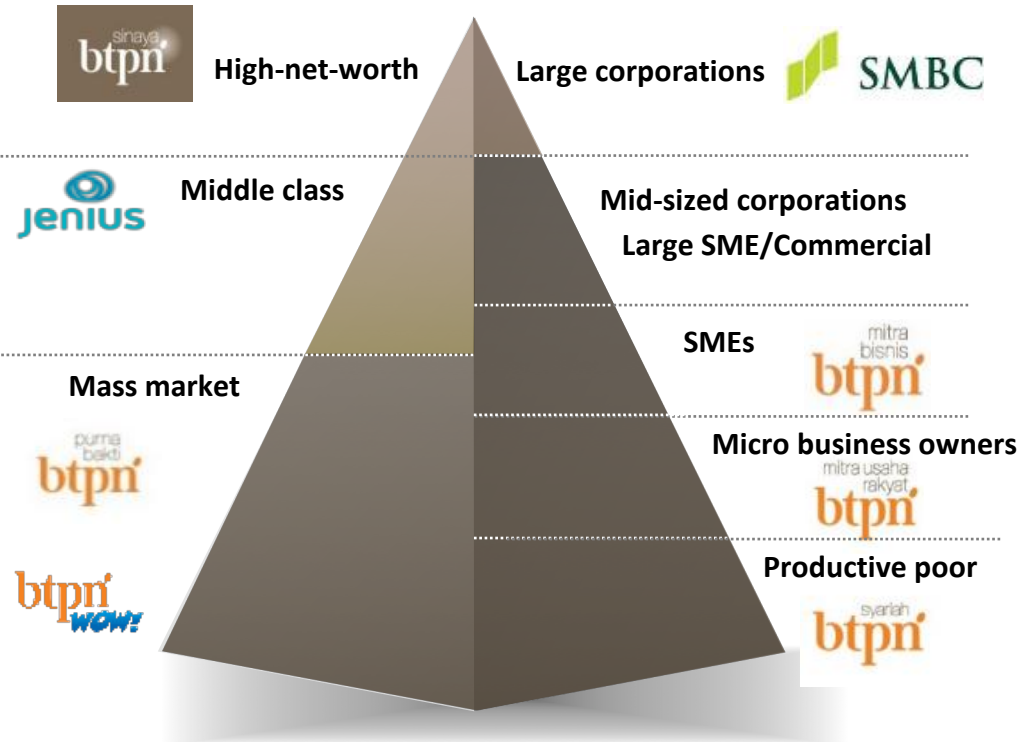 sinaya
btpn
High-net-worth
Large corporations
SMBC
jenius
Middle class
Mid-sized corporations
Large SME/Commercial
SMEs
mitra
bisnis
btpn
Mass market
purna
bakti
btpn
Micro business owners
mitra usaha
rakyat
btpn
btpn
WOW!
Productive poor
syariah
btpn